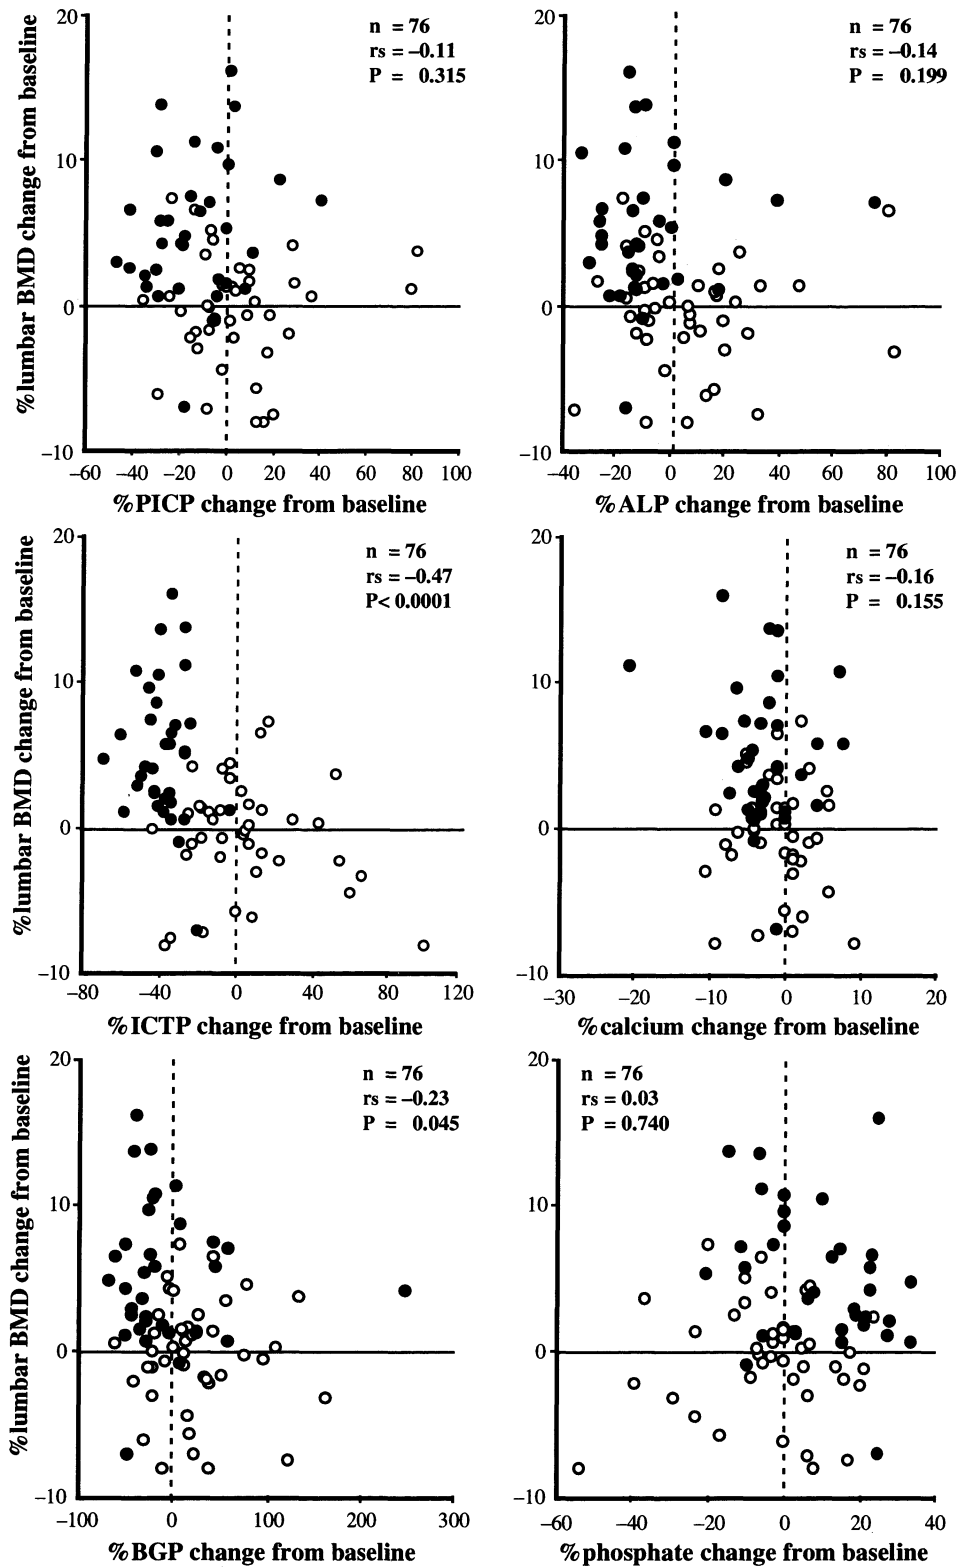 20
10
0
−10
%lumbar BMD change from baseline
n = 76
rs = −0.11
P = 0.315
−60 −40 −20 0 20 40 60 80 100
%PICP change from baseline
20
10
0
−10
n = 76
rs = −0.14
P = 0.199
−40 −20 0 20 40 60 80 100
%ALP change from baseline
20
10
0
−10
%lumbar BMD change from baseline
n = 76
rs = −0.47
P< 0.0001
−80 −40 0 40 80 120
%ICTP change from baseline
20
10
0
−10
n = 76
rs = −0.16
P = 0.155
−30 −20 −10 0 10 20
%calcium change from baseline
20
10
0
−10
%lumbar BMD change from baseline
n = 76
rs = −0.23
P = 0.045
−100 0 100 200 300
%BGP change from baseline
20
10
0
−10
n = 76
rs = 0.03
P = 0.740
−60 −40 −20 0 20 40
%phosphate change from baseline